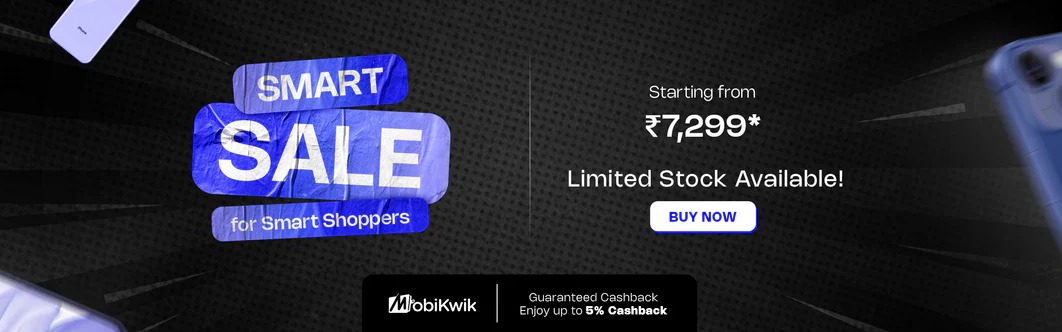 SMART
SALE
for Smart Shoppers
Starting from
₹7,299*
Limited Stock Available!
BUY NOW
MobiKwik
Guaranteed Cashback
Enjoy up to 5% Cashback
iPhone